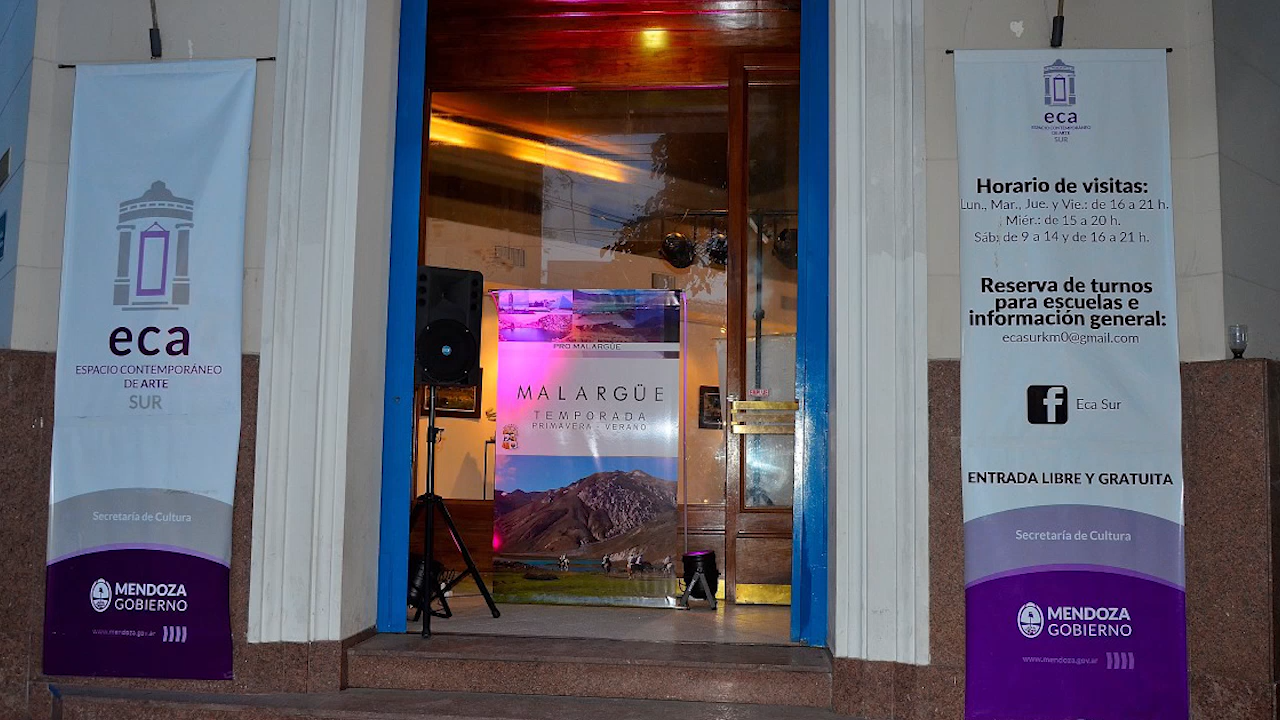 eca
ESPACIO CONTEMPORÁNEO
DE ARTE
SUR
Secretaría de Cultura
MENDOZA
GOBIERNO
www.mendoza.gov.ar
PRO.MALARGÜE
MALARGÜE
TEMPORADA
PRIMAVERA - VERANO
eca
ESPACIO CONTEMPORÁNEO
DE ARTE
SUR
Horario de visitas:
Lun., Mar., Jue. y Vie.: de 16 a 21 h.
Miér.: de 15 a 20 h.
Sáb: de 9 a 14 y de 16 a 21 h.
Reserva de turnos
para escuelas e
información general:
ecasurkm0@gmail.com
f Eca Sur
ENTRADA LIBRE Y GRATUITA
Secretaría de Cultura
MENDOZA
GOBIERNO
www.mendoza.gov.ar